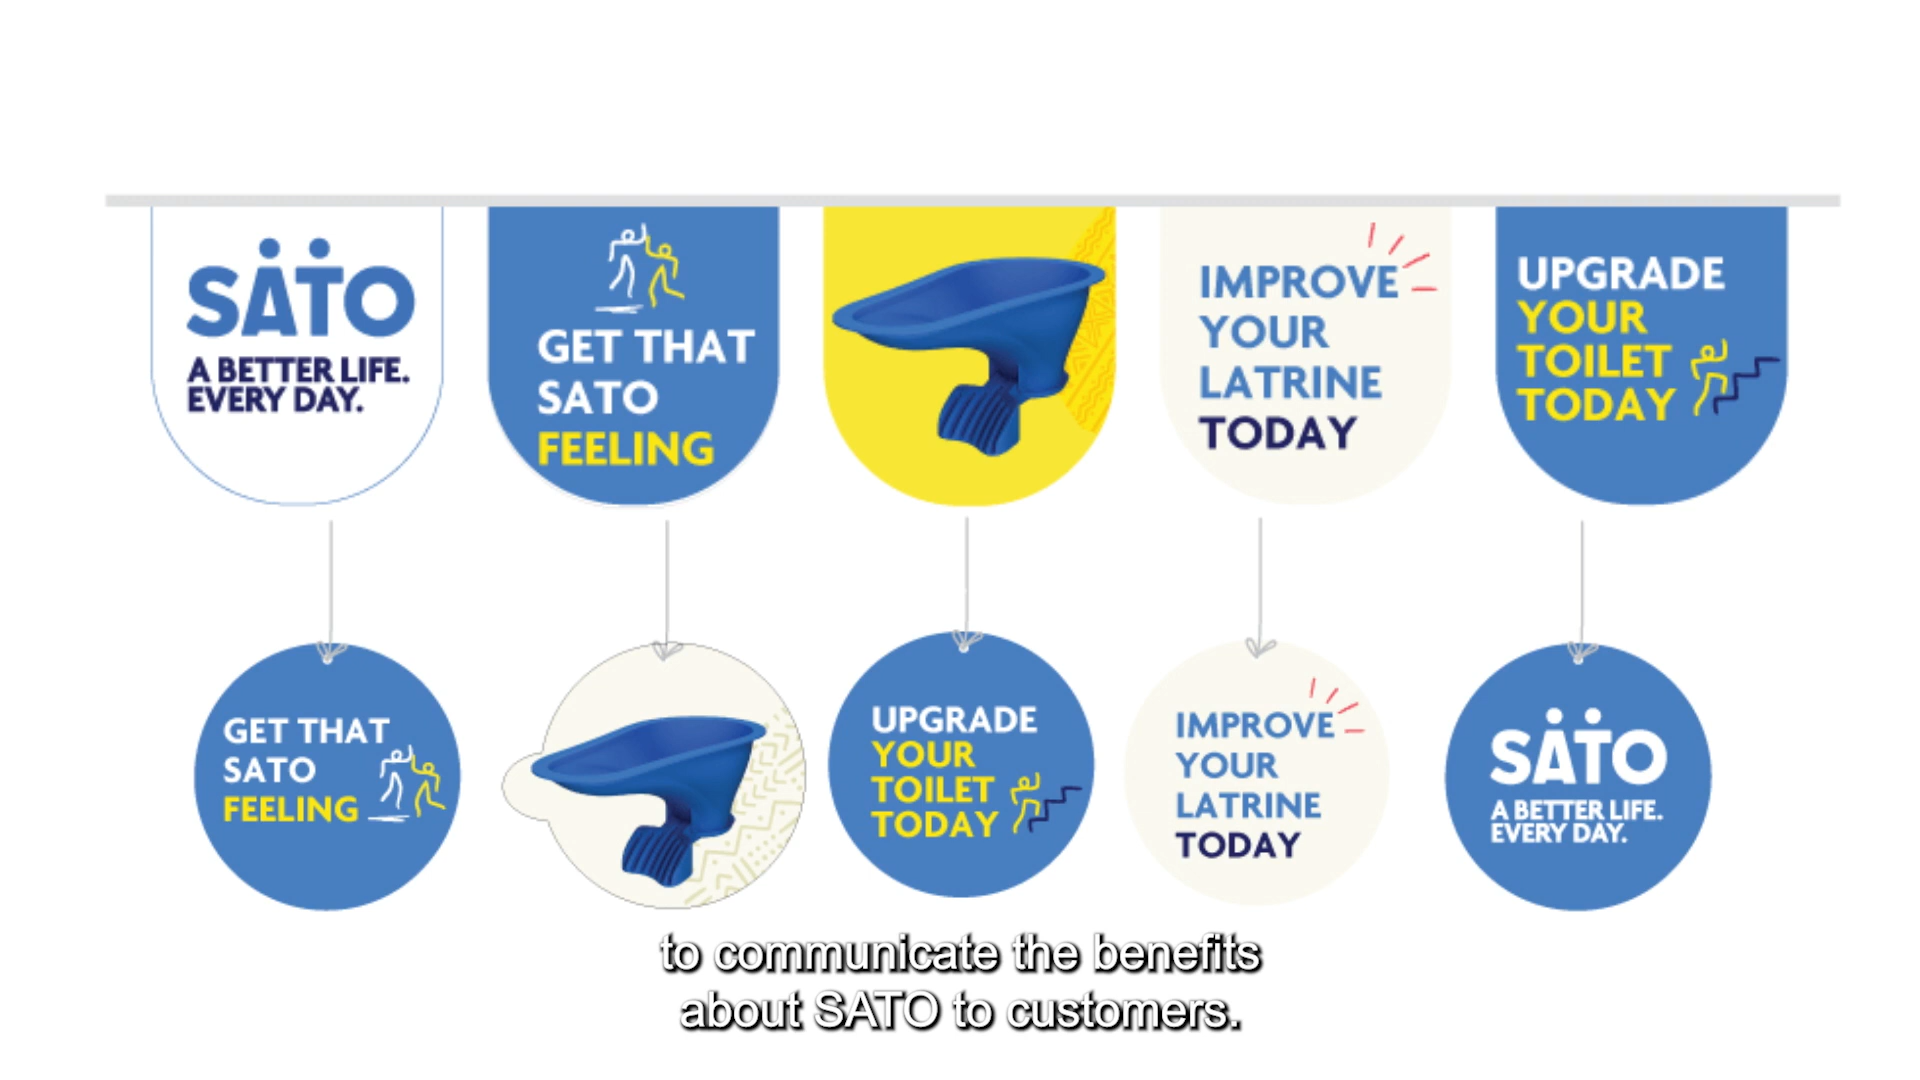 SATO
A BETTER LIFE.
EVERY DAY.
GET THAT
SATO
FEELING
IMPROVE
YOUR
LATRINE
TODAY
UPGRADE
YOUR
TOILET
TODAY
GET THAT
SATO
FEELING
UPGRADE
YOUR
TOILET
TODAY
IMPROVE
YOUR
LATRINE
TODAY
SATO
A BETTER LIFE.
EVERY DAY.
to communicate the benefits
about SATO to customers.